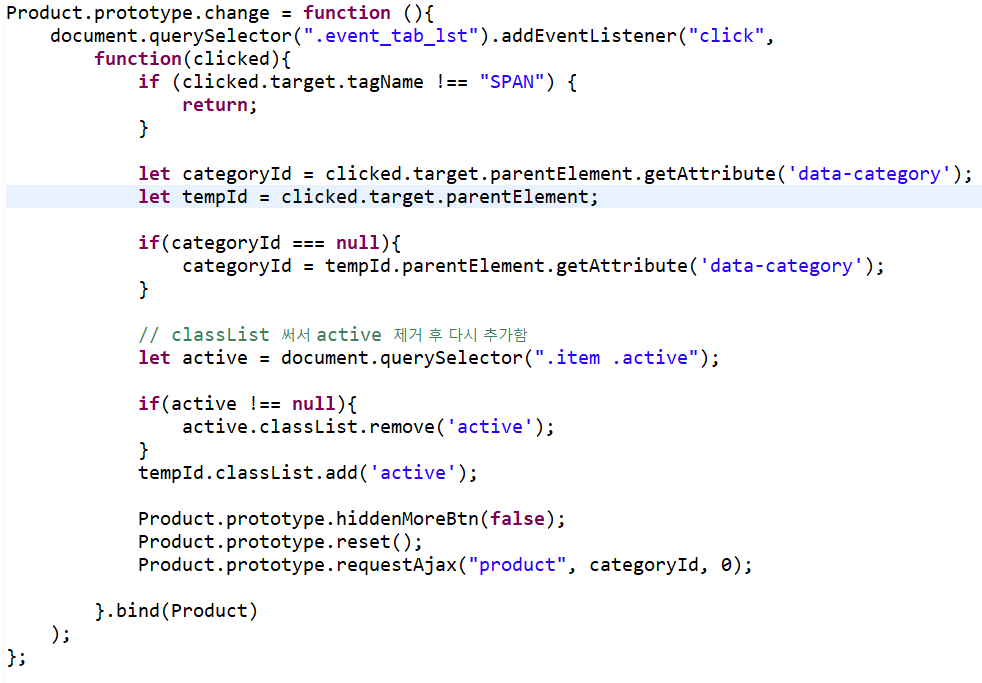 Product.prototype.change = function (){
    document.querySelector(".event_tab_lst").addEventListener("click",
        function(clicked){
            if (clicked.target.tagName !== "SPAN") {
                return;
            }

            let categoryId = clicked.target.parentElement.getAttribute('data-category');
            let tempId = clicked.target.parentElement;

            if(categoryId === null){
                categoryId = tempId.parentElement.getAttribute('data-category');
            }

            // classList 써서 active 제거 후 다시 추가함
            let active = document.querySelector(".item .active");

            if(active !== null){
                active.classList.remove('active');
            }
            tempId.classList.add('active');

            Product.prototype.hiddenMoreBtn(false);
            Product.prototype.reset();
            Product.prototype.requestAjax("product", categoryId, 0);

        }.bind(Product)
    );
};